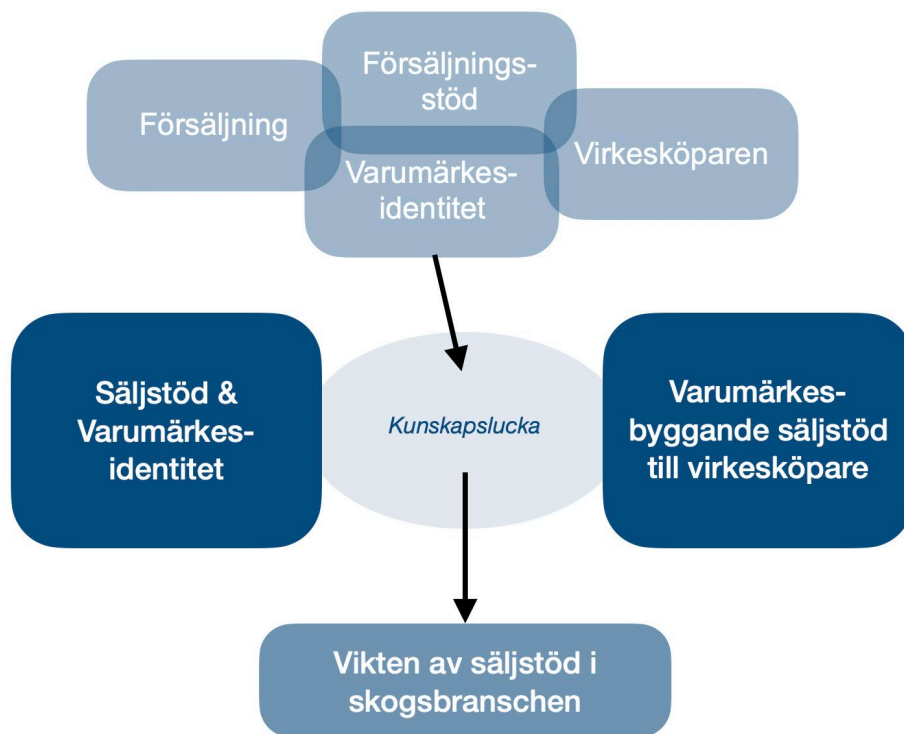 Försäljnings-
stöd
Försäljning
Virkesköparen
Varumärkes-
identitet
Säljstöd &
Varumärkes-
identitet
Kunskapslucka
Varumärkes-
byggande säljstöd
till virkesköpare
Vikten av säljstöd i
skogsbranschen